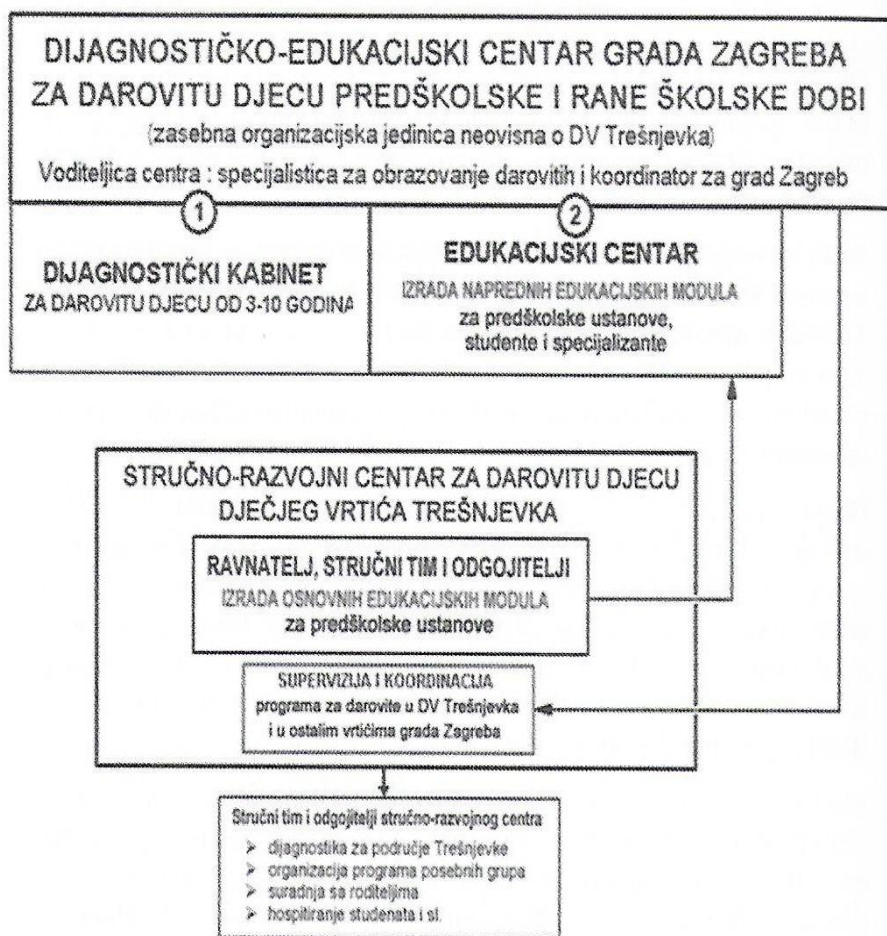 DIJAGNOSTIČKO-EDUKACIJSKI CENTAR GRADA ZAGREBA
ZA DAROVITU DJECU PREDŠKOLSKE I RANE ŠKOLSKE DOBI
(zasebna organizacijska jedinica neovisna o DV Trešnjevka)
Voditeljica centra : specijalistica za obrazovanje darovitih i koordinator za grad Zagreb
1
DIJAGNOSTIČKI KABINET
ZA DAROVITU DJECU OD 3-10 GODINA
2
EDUKACIJSKI CENTAR
IZRADA NAPREDNIH EDUKACIJSKIH MODULA
za predškolske ustanove,
studente i specijalizante
STRUČNO-RAZVOJNI CENTAR ZA DAROVITU DJECU
DJEČJEG VRTIĆA TREŠNJEVKA
RAVNATELJ, STRUČNI TIM I ODGOJITELJI
IZRADA OSNOVNIH EDUKACIJSKIH MODULA
za predškolske ustanove
SUPERVIZIJA I KOORDINACIJA
programa za darovite u DV Trešnjevka
i u ostalim vrtićima grada Zagreba
Stručni tim i odgojitelji stručno-razvojnog centra
➢ dijagnostika za područje Trešnjevke
➢ organizacija programa posebnih grupa
➢ suradnja sa roditeljima
➢ hospitiranje studenata i sl.